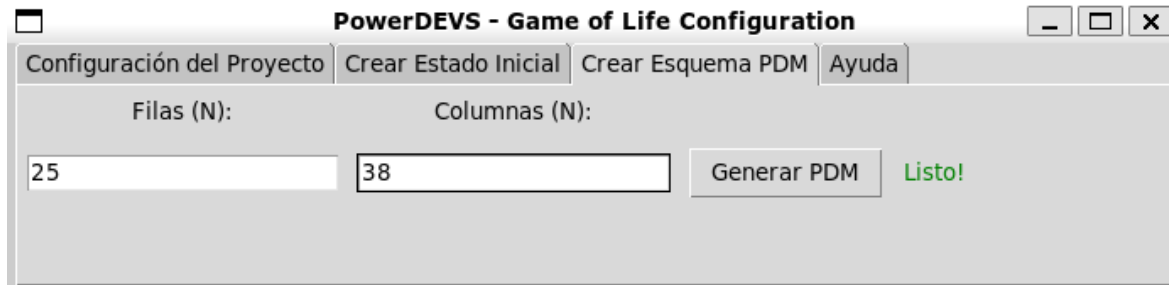 PowerDEVS - Game of Life Configuration
Configuración del Proyecto Crear Estado Inicial Crear Esquema PDM Ayuda
Filas (N): Columnas (N):
25 38 Generar PDM Listo!